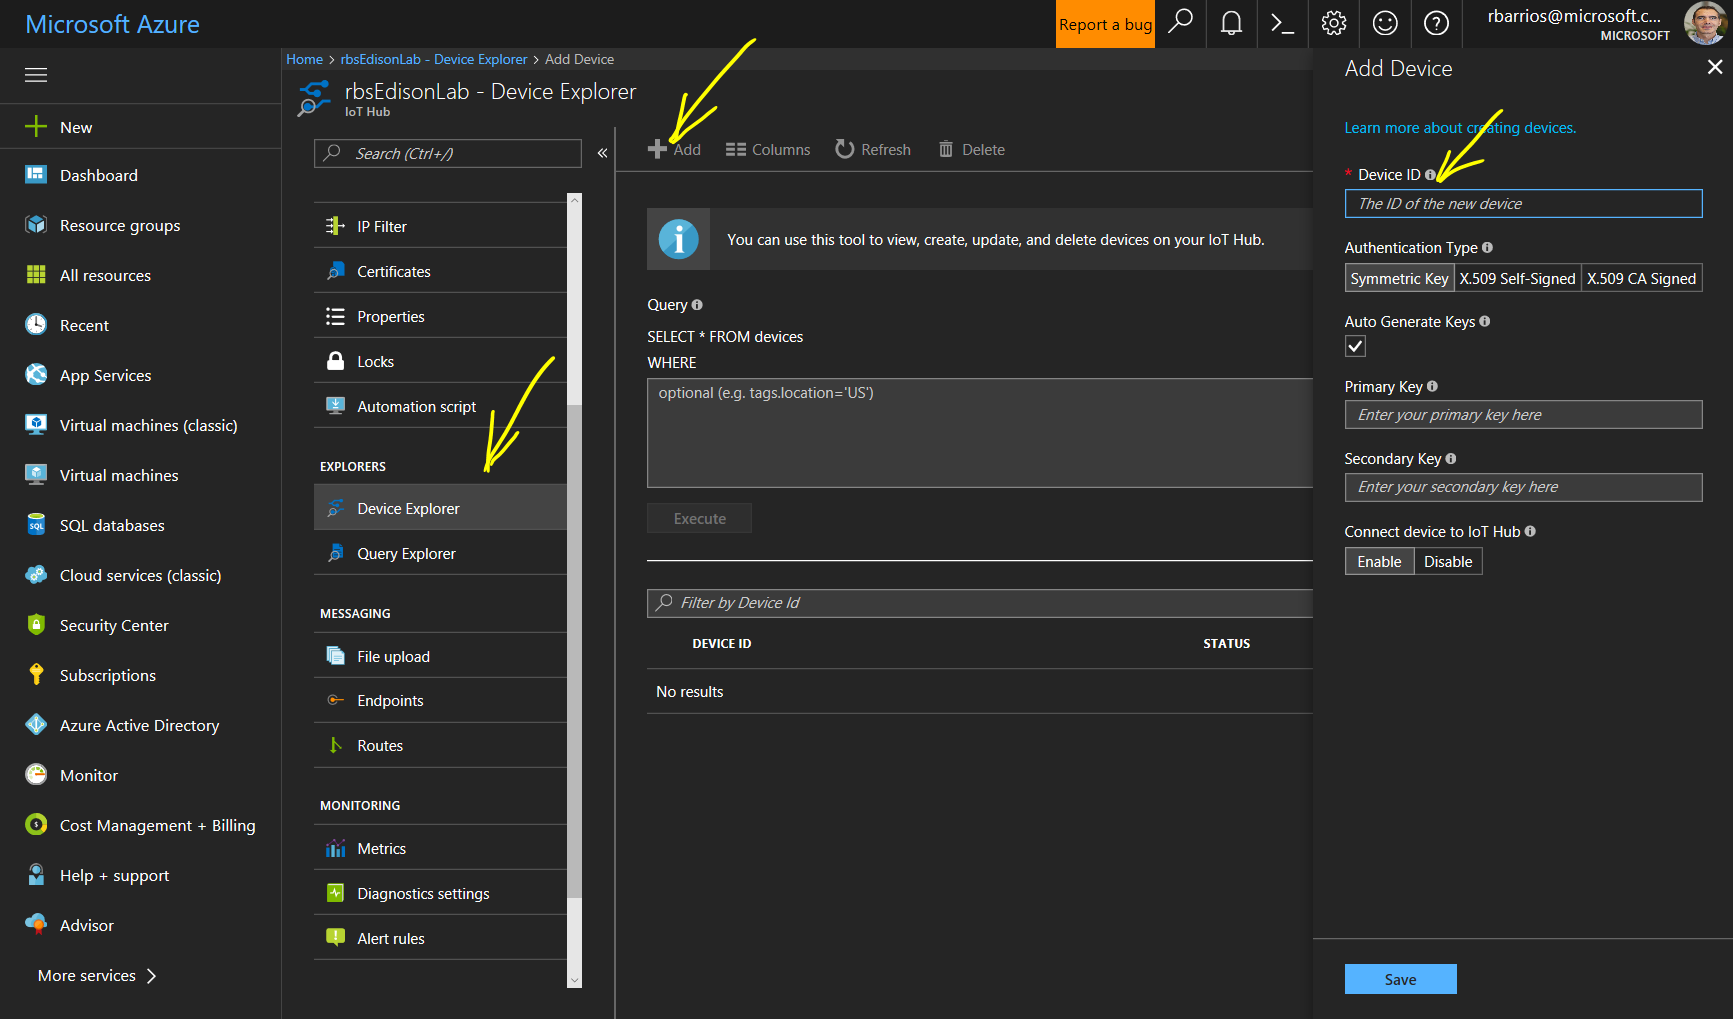 Microsoft Azure
Report a bug
rbarrios@microsoft.c...
MICROSOFT
New
Dashboard
Resource groups
All resources
Recent
App Services
Virtual machines (classic)
Virtual machines
SQL databases
Cloud services (classic)
Security Center
Subscriptions
Azure Active Directory
Monitor
Cost Management + Billing
Help + support
Advisor
More services
Home > rbsEdisonLab - Device Explorer > Add Device
rbsEdisonLab - Device Explorer
IoT Hub
Search (Ctrl+/)
IP Filter
Certificates
Properties
Locks
Automation script
EXPLORERS
Device Explorer
Query Explorer
MESSAGING
File upload
Endpoints
Routes
MONITORING
Metrics
Diagnostics settings
Alert rules
Add Columns Refresh Delete
You can use this tool to view, create, update, and delete devices on your IoT Hub.
Query
SELECT * FROM devices
WHERE
optional (e.g. tags.location='US')
Execute
Filter by Device Id
DEVICE ID STATUS
No results
Add Device
Learn more about creating devices.
* Device ID
The ID of the new device
Authentication Type
Symmetric Key X.509 Self-Signed X.509 CA Signed
Auto Generate Keys
Primary Key
Enter your primary key here
Secondary Key
Enter your secondary key here
Connect device to IoT Hub
Enable Disable
Save